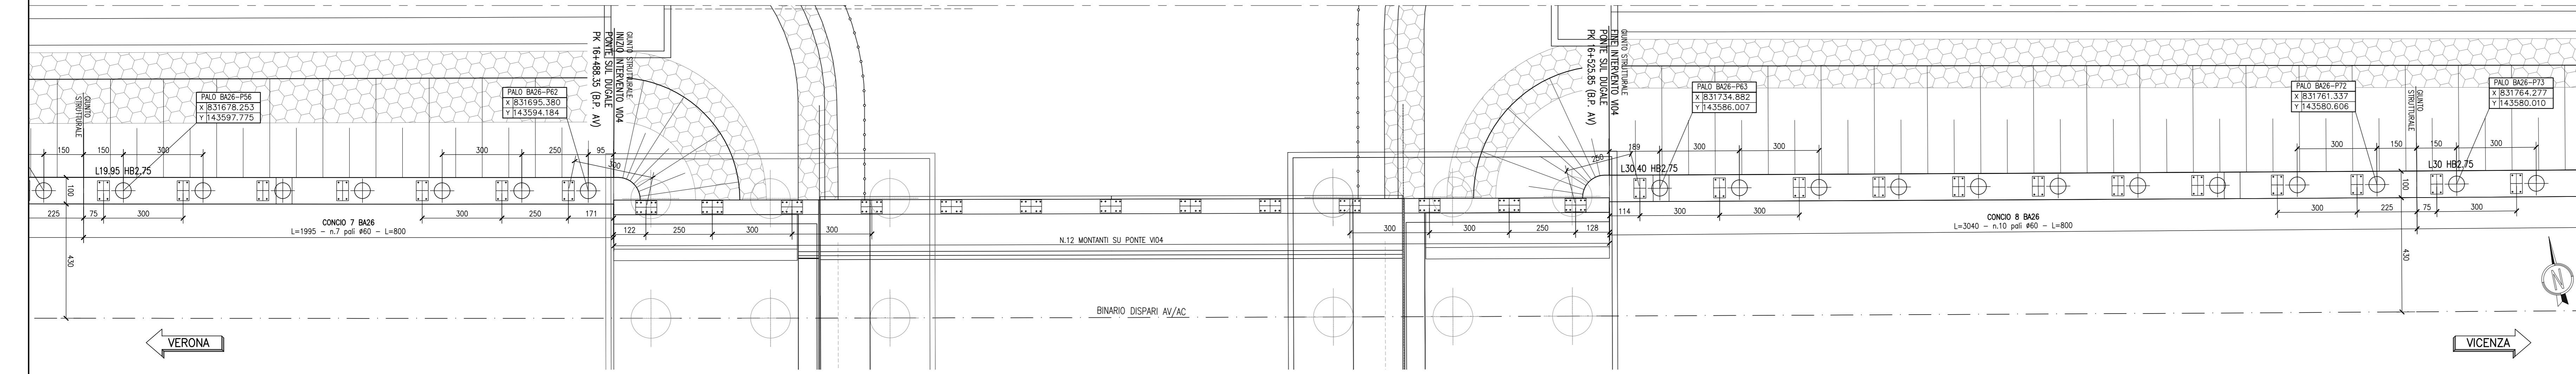 GIUNTO STRUTTURALE
INIZIO INTERVENTO VI04
PONTE SUL DUGALE
PK 16+488.35 (B.P. AV)
GIUNTO STRUTTURALE
FINE INTERVENTO VI04
PONTE SUL DUGALE
PK 16+525.85 (B.P. AV)
GIUNTO
STRUTTURALE
PALO BA26-P56
X 831678.253
Y 143597.775
PALO BA26-P62
X 831695.380
Y 143594.184
PALO BA26-P63
X 831734.882
Y 143586.007
PALO BA26-P72
X 831761.337
Y 143580.606
GIUNTO
STRUTTURALE
PALO BA26-P73
X 831764.277
Y 143580.010
150 150 300 300 250 95
300
260
189 300 300 300 150 150 300
L19.95 HB2.75
L30.40 HB2.75
L30 HB2.75
100
100
225 75 300 300 250 171
122 250 300 300
300 300 250 128
114 300 300 300 225 75 300
CONCIO 7 BA26
L=1995 - n.7 pali ø60 - L=800
N.12 MONTANTI SU PONTE VI04
CONCIO 8 BA26
L=3040 - n.10 pali ø60 - L=800
430
430
BINARIO DISPARI AV/AC
VERONA
VICENZA
N